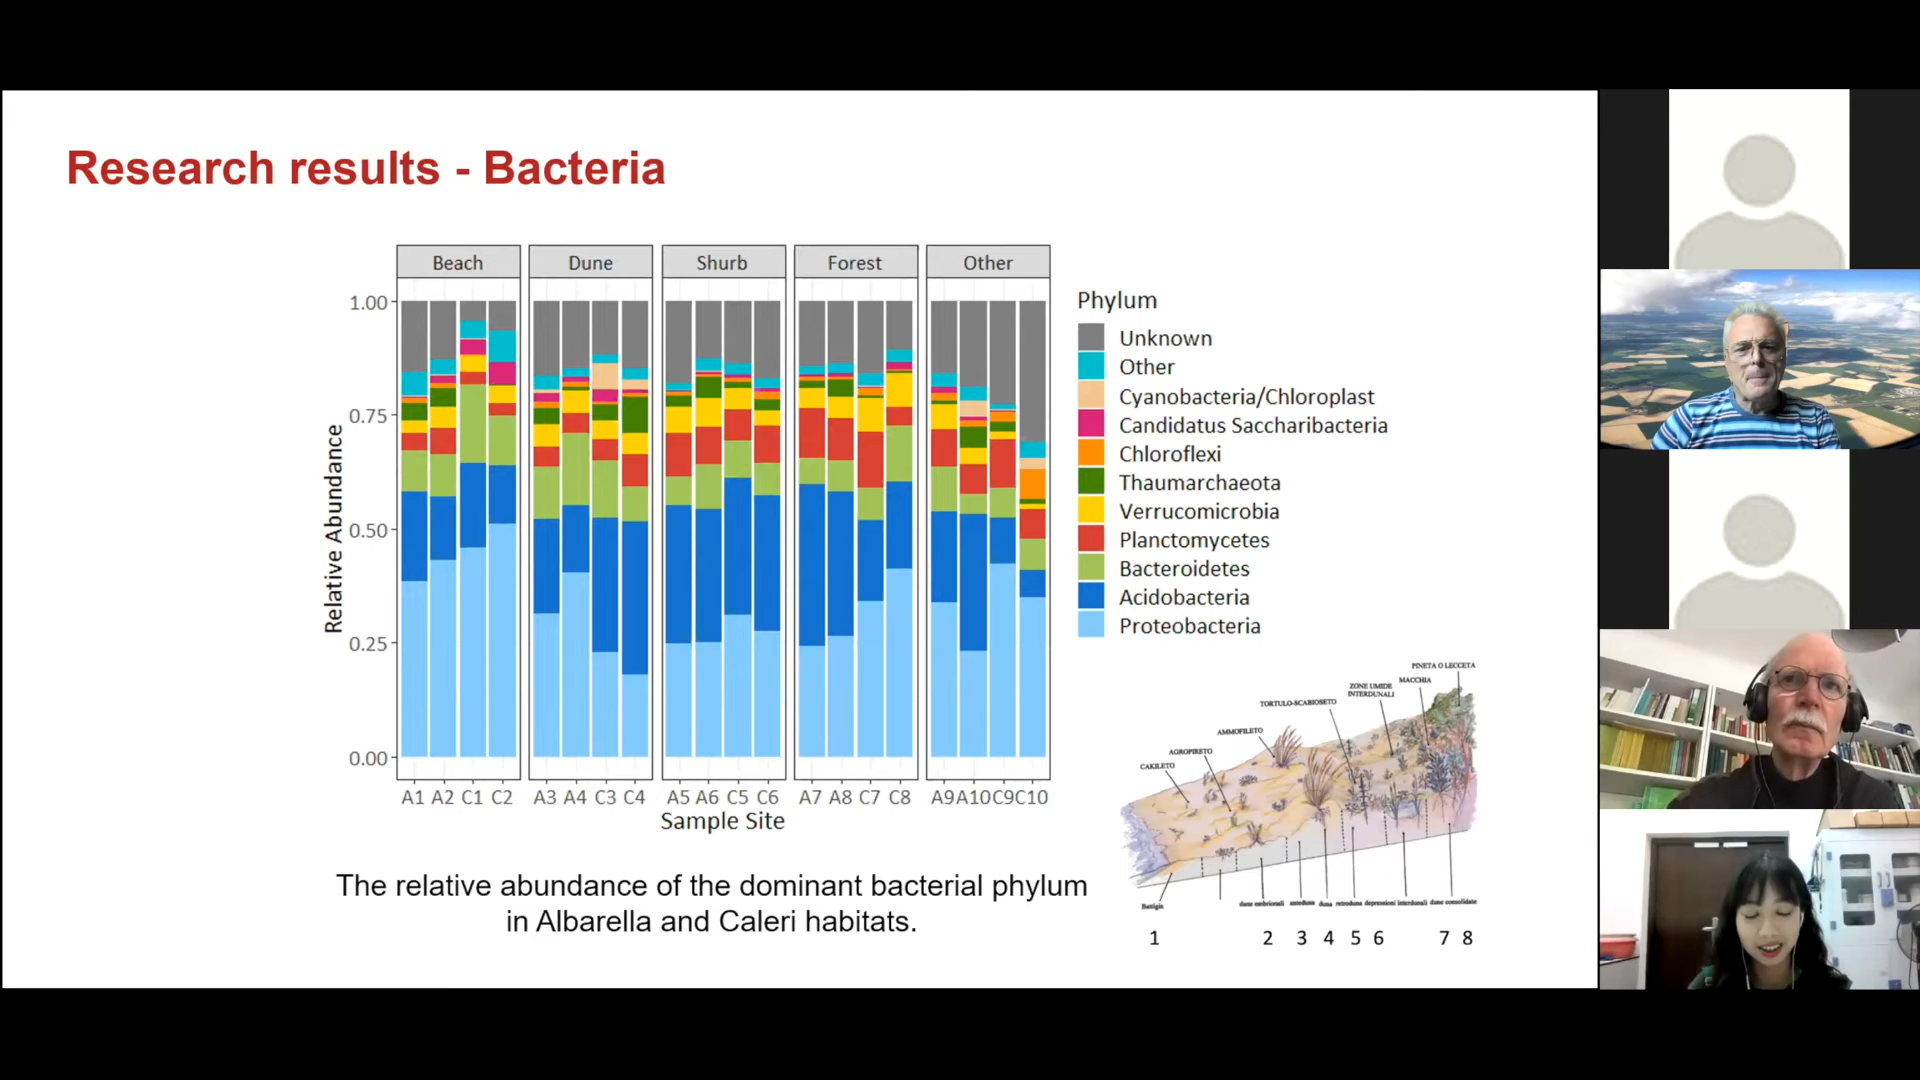 Research results - Bacteria
Beach
Dune
Shurb
Forest
Other
Relative Abundance
1.00
0.75
0.50
0.25
0.00
A1 A2 C1 C2
A3 A4 C3 C4
A5 A6 C5 C6
A7 A8 C7 C8
A9 A10 C9 C10
Sample Site
Phylum
Unknown
Other
Cyanobacteria/Chloroplast
Candidatus Saccharibacteria
Chloroflexi
Thaumarchaeota
Verrucomicrobia
Planctomycetes
Bacteroidetes
Acidobacteria
Proteobacteria
PINETA O LECCETA
MACCHIA
ZONE UMIDE
INTERDUNALI
TORTULO-SCABIOSETO
AMMOFILETO
AGROPIRETO
CAKILETO
Battigia
dune embrionali
anteduna
duna
retroduna
depressioni interdunali
dune consolidate
1 2 3 4 5 6 7 8
The relative abundance of the dominant bacterial phylum
in Albarella and Caleri habitats.